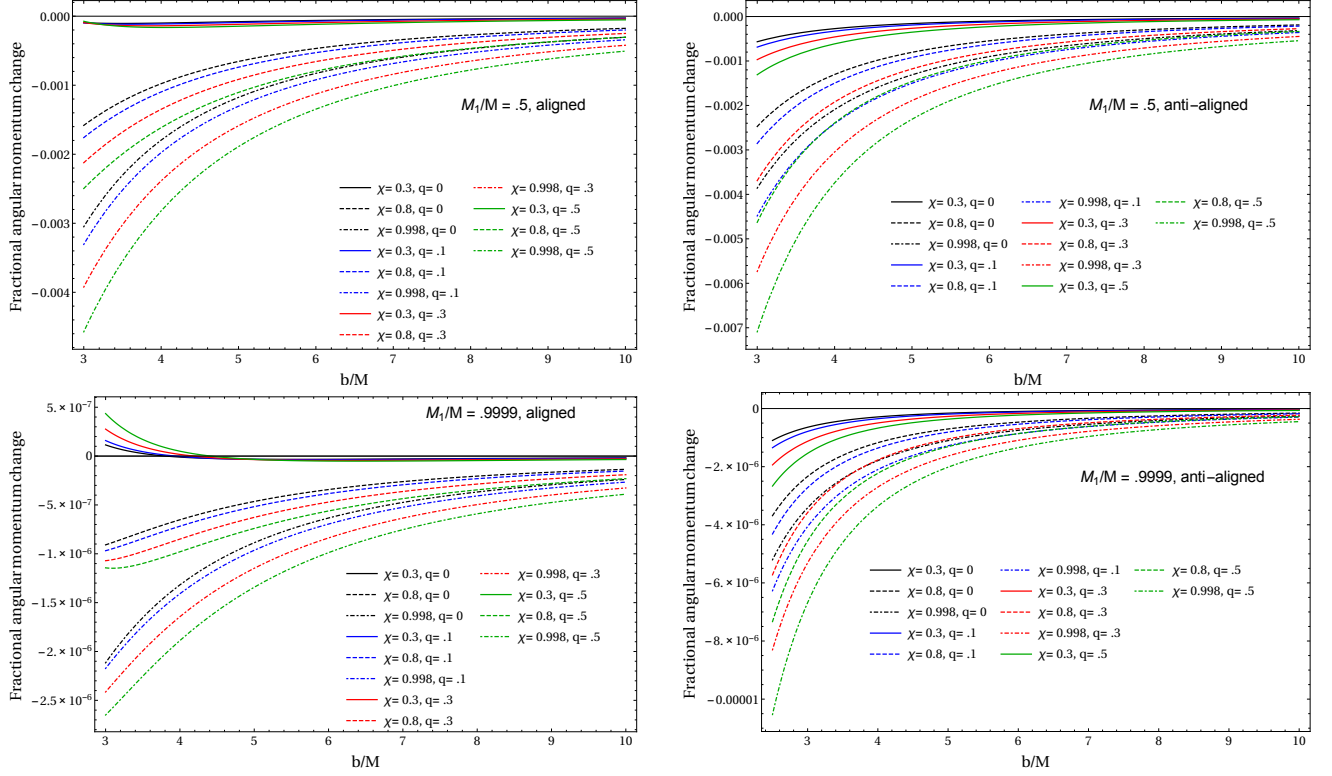 0.000
-0.001
-0.002
-0.003
-0.004
Fractional angular momentum change
M1/M = .5, aligned
χ= 0.3, q= 0
χ= 0.8, q= 0
χ= 0.998, q= 0
χ= 0.3, q= .1
χ= 0.8, q= .1
χ= 0.998, q= .1
χ= 0.3, q= .3
χ= 0.8, q= .3
χ= 0.998, q= .3
χ= 0.3, q= .5
χ= 0.8, q= .5
χ= 0.998, q= .5
3 4 5 6 7 8 9 10
b/M
0.000
-0.001
-0.002
-0.003
-0.004
-0.005
-0.006
-0.007
Fractional angular momentum change
M1/M = .5, anti-aligned
χ= 0.3, q= 0
χ= 0.8, q= 0
χ= 0.998, q= 0
χ= 0.3, q= .1
χ= 0.8, q= .1
χ= 0.998, q= .1
χ= 0.3, q= .3
χ= 0.8, q= .3
χ= 0.998, q= .3
χ= 0.3, q= .5
χ= 0.8, q= .5
χ= 0.998, q= .5
3 4 5 6 7 8 9 10
b/M
5.×10⁻⁷
0
-5.×10⁻⁷
-1.×10⁻⁶
-1.5×10⁻⁶
-2.×10⁻⁶
-2.5×10⁻⁶
Fractional angular momentum change
M1/M = .9999, aligned
χ= 0.3, q= 0
χ= 0.8, q= 0
χ= 0.998, q= 0
χ= 0.3, q= .1
χ= 0.8, q= .1
χ= 0.998, q= .1
χ= 0.3, q= .3
χ= 0.8, q= .3
χ= 0.998, q= .3
χ= 0.3, q= .5
χ= 0.8, q= .5
χ= 0.998, q= .5
3 4 5 6 7 8 9 10
b/M
0
-2.×10⁻⁶
-4.×10⁻⁶
-6.×10⁻⁶
-8.×10⁻⁶
-0.00001
Fractional angular momentum change
M1/M = .9999, anti-aligned
χ= 0.3, q= 0
χ= 0.8, q= 0
χ= 0.998, q= 0
χ= 0.3, q= .1
χ= 0.8, q= .1
χ= 0.998, q= .1
χ= 0.3, q= .3
χ= 0.8, q= .3
χ= 0.998, q= .3
χ= 0.3, q= .5
χ= 0.8, q= .5
χ= 0.998, q= .5
3 4 5 6 7 8 9 10
b/M